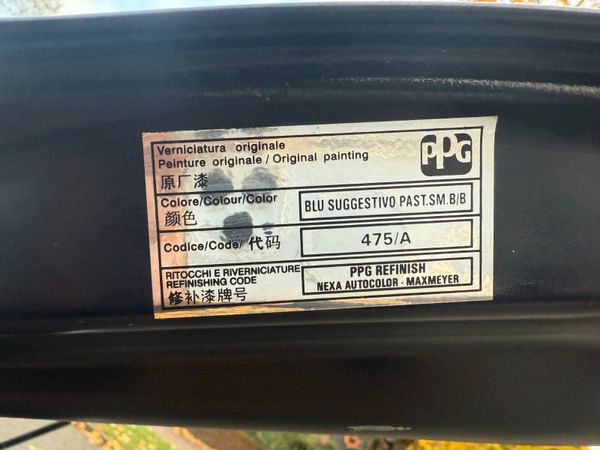 Verniciatura originale
Peinture originale / Original painting
原厂漆
PPG
Colore/Colour/Color
颜色
BLU SUGGESTIVO PAST.SM.B/B
Codice/Code/ 代码
475/A
RITOCCHI E RIVERNICIATURE
REFINISHING CODE
修补漆牌号
PPG REFINISH
NEXA AUTOCOLOR - MAXMEYER